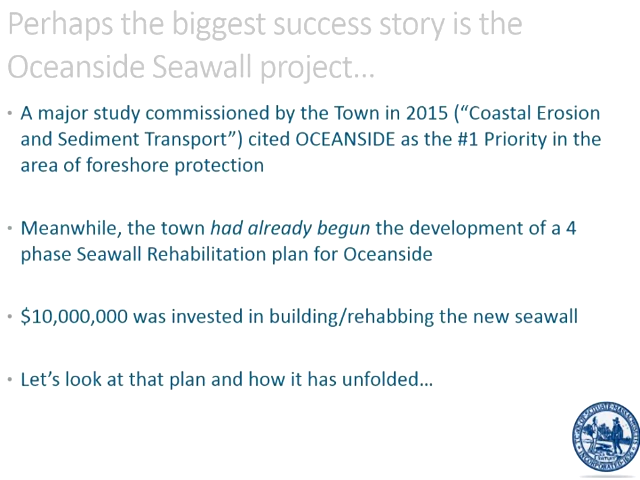 Perhaps the biggest success story is the
Oceanside Seawall project...
• A major study commissioned by the Town in 2015 (“Coastal Erosion
and Sediment Transport”) cited OCEANSIDE as the #1 Priority in the
area of foreshore protection
• Meanwhile, the town had already begun the development of a 4
phase Seawall Rehabilitation plan for Oceanside
• $10,000,000 was invested in building/rehabbing the new seawall
• Let’s look at that plan and how it has unfolded…